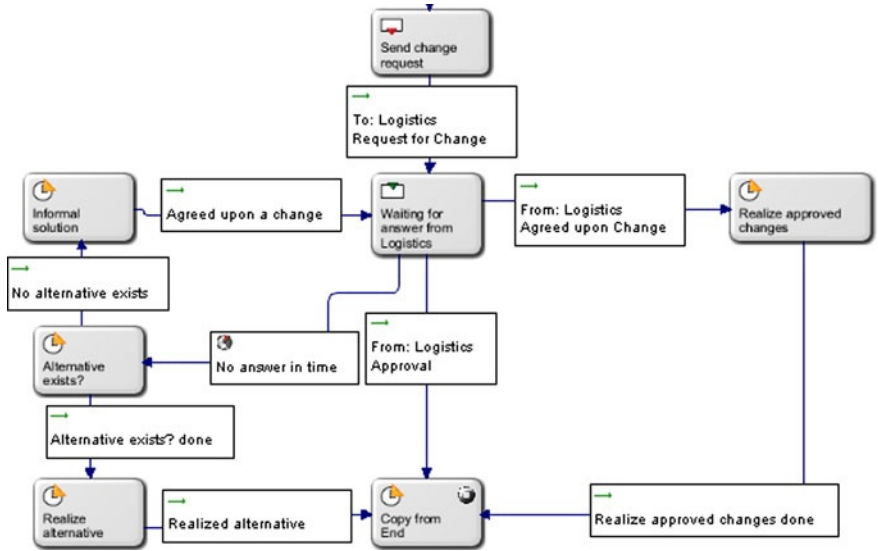 Send change
request
To: Logistics
Request for Change
Informal
solution
Agreed upon a change
Waiting for
answer from
Logistics
From: Logistics
Agreed upon Change
Realize approved
changes
No alternative exists
Alternative
exists?
No answer in time
From: Logistics
Approval
Alternative exists? done
Realize
alternative
Realized alternative
Copy from
End
Realize approved changes done